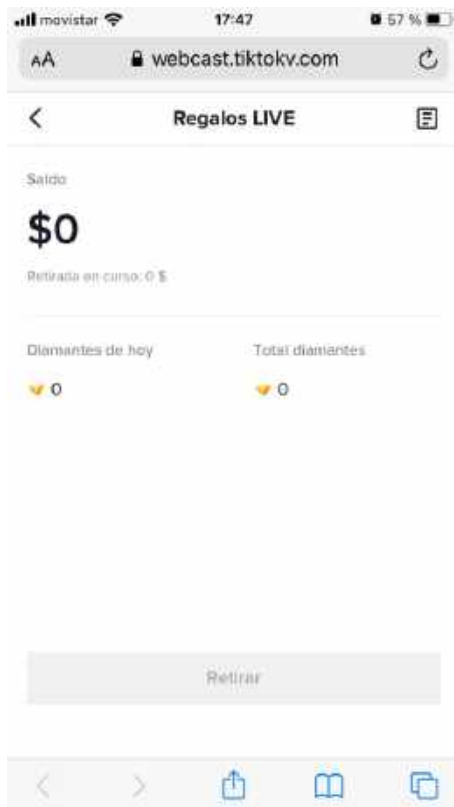 movistar 17:47 57 %
AA webcast.tiktokv.com
Regalos LIVE
Saldo
$0
Retirada en curso: 0 $
Diamantes de hoy Total diamantes
0 0
Retirar